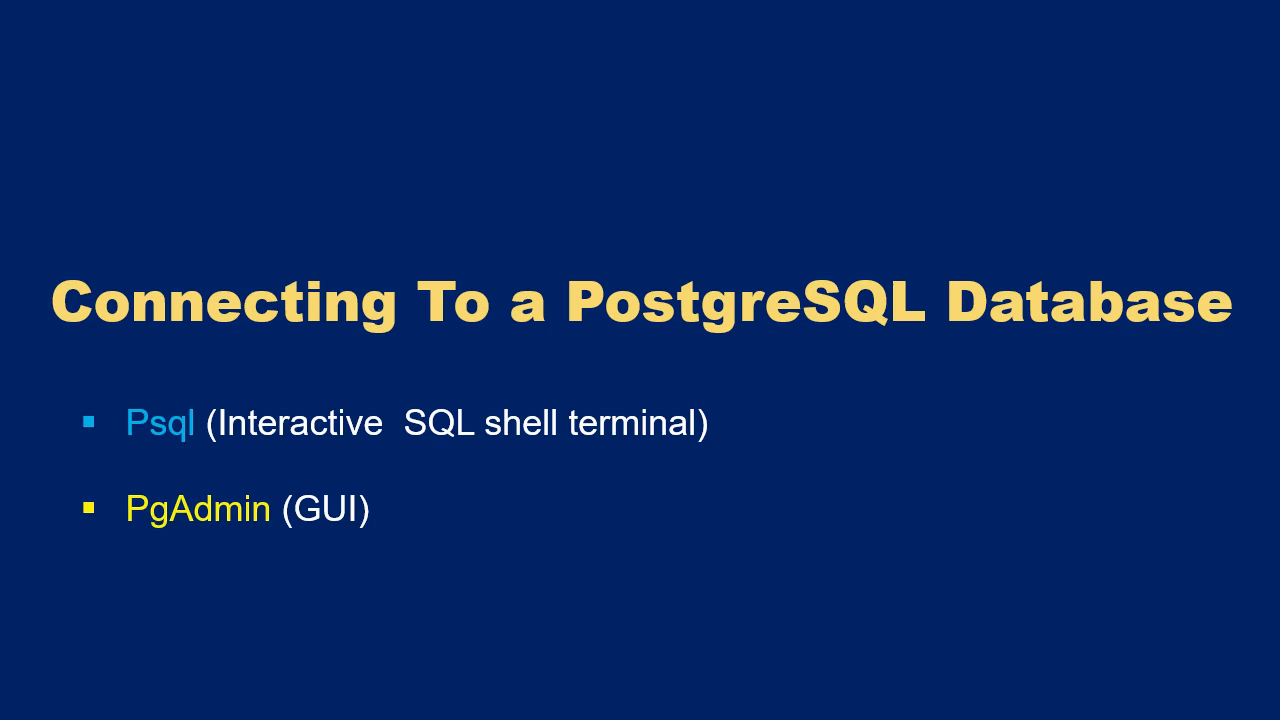 Connecting To a PostgreSQL Database
▪ Psql (Interactive  SQL shell terminal)
▪ PgAdmin (GUI)